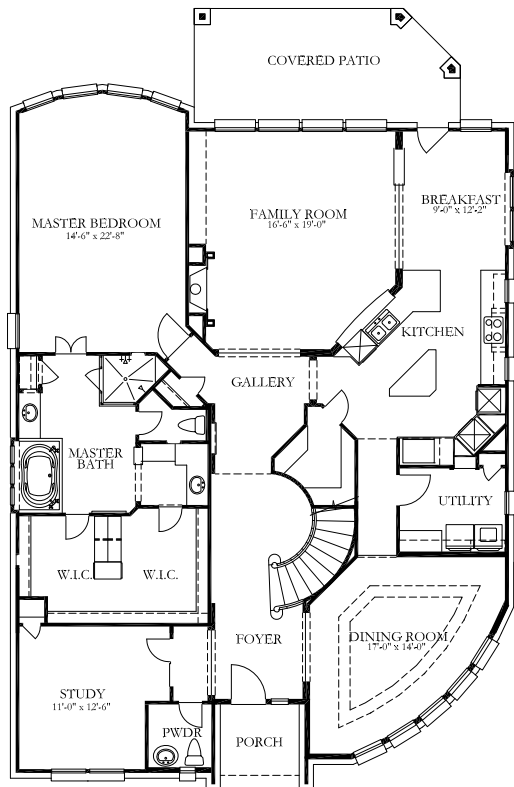 COVERED PATIO
BREAKFAST
9'-0" x 12'-2"
FAMILY ROOM
16'-6" x 19'-0"
MASTER BEDROOM
14'-6" x 22'-8"
KITCHEN
GALLERY
MASTER
BATH
UTILITY
W.I.C.
W.I.C.
FOYER
DINING ROOM
17'-0" x 14'-0"
STUDY
11'-0" x 12'-6"
PWDR
PORCH